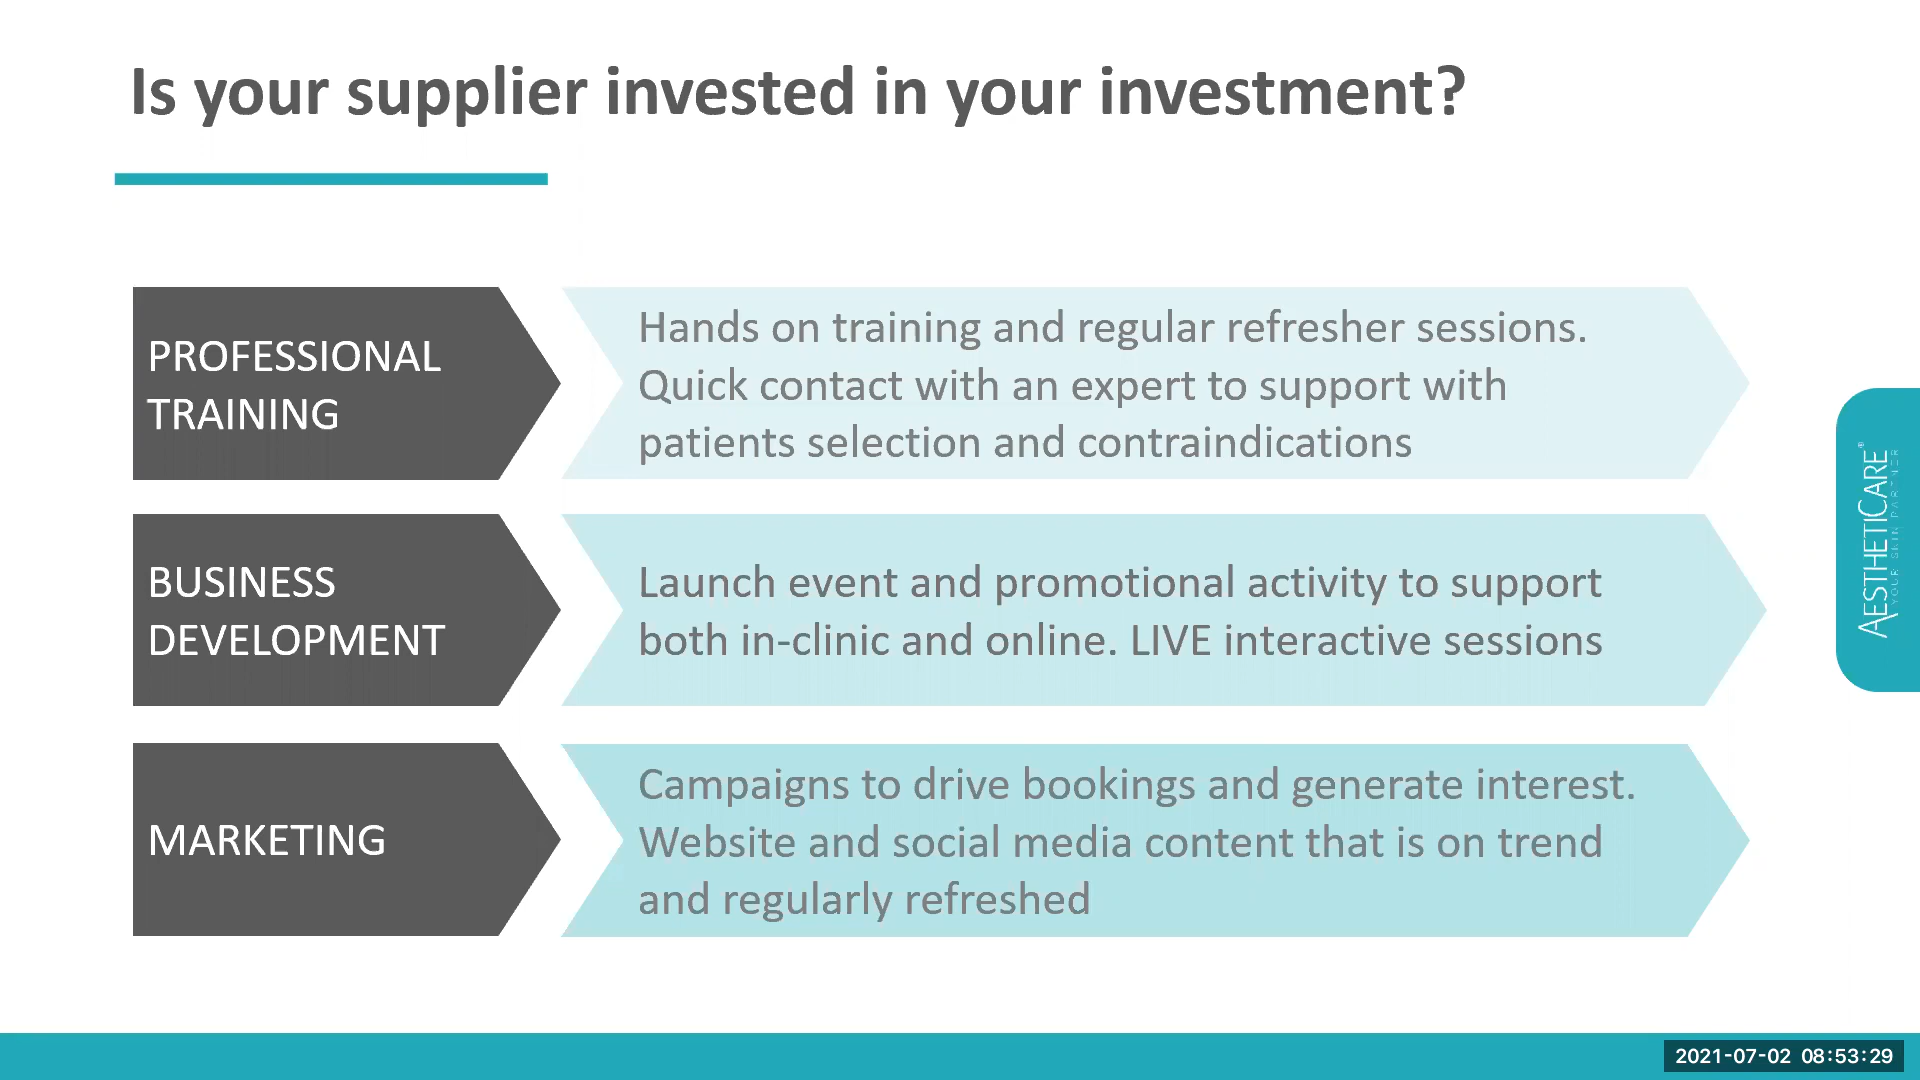 Is your supplier invested in your investment?
PROFESSIONAL
TRAINING
Hands on training and regular refresher sessions.
Quick contact with an expert to support with
patients selection and contraindications
BUSINESS
DEVELOPMENT
Launch event and promotional activity to support
both in-clinic and online. LIVE interactive sessions
MARKETING
Campaigns to drive bookings and generate interest.
Website and social media content that is on trend
and regularly refreshed
AESTHETICARE®
YOUR SKIN PARTNER
2021-07-02 08:53:29